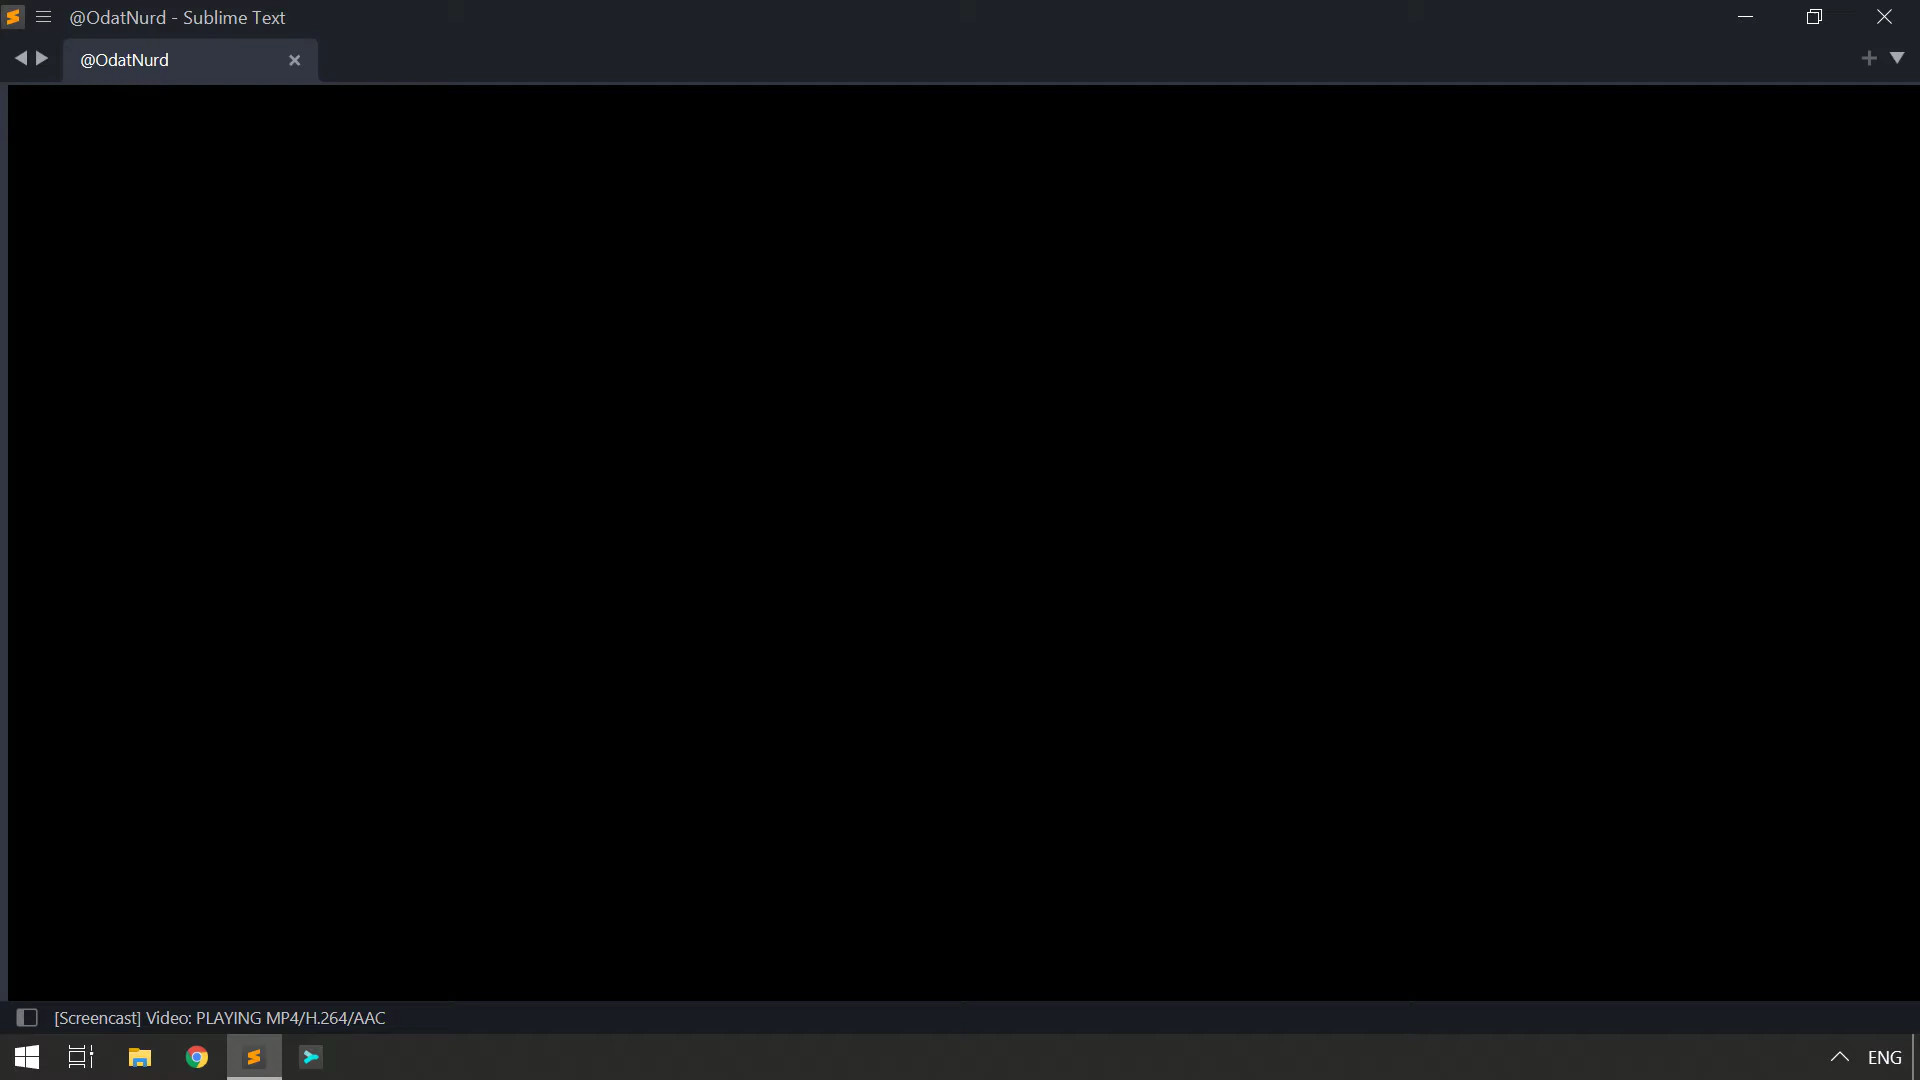 @OdatNurd - Sublime Text
@OdatNurd
[Screencast] Video: PLAYING MP4/H.264/AAC
ENG